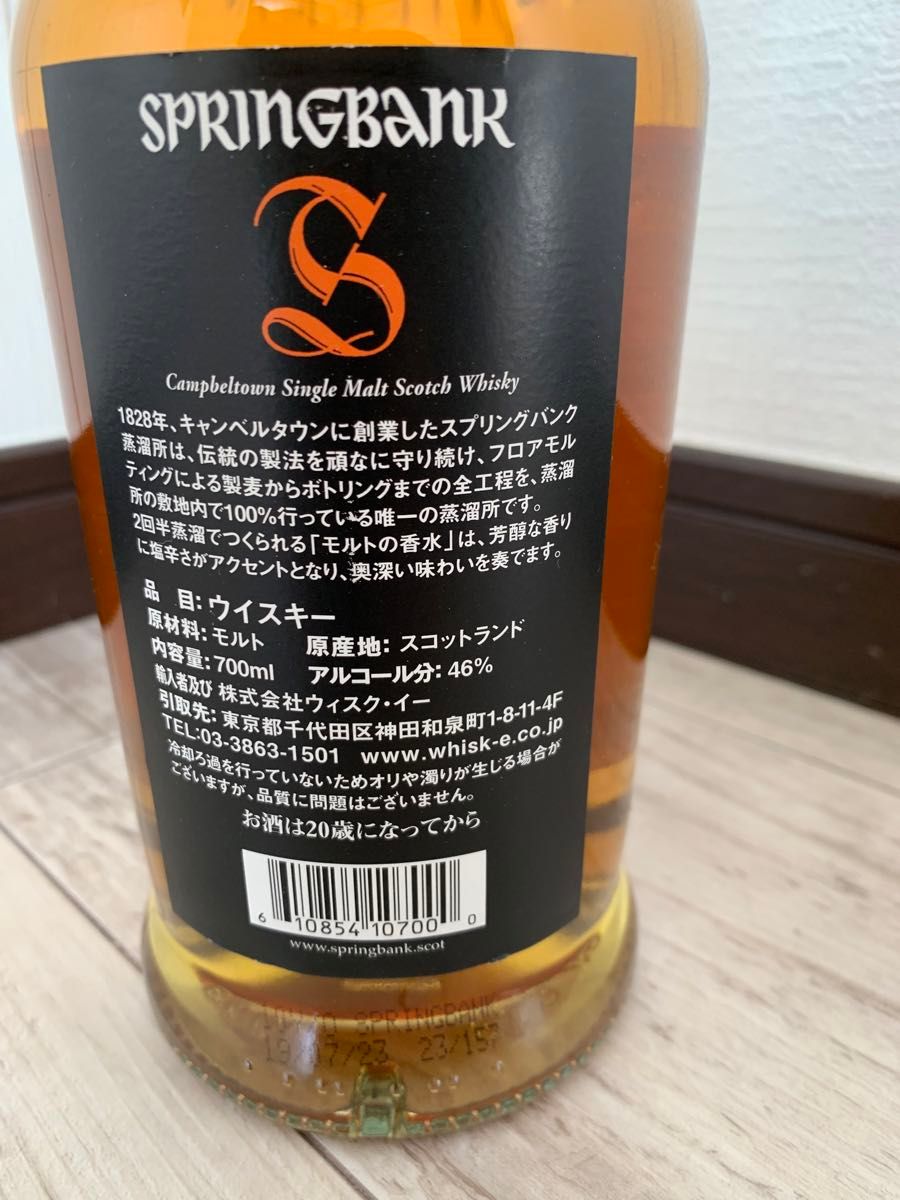 SPRINGBANK
S
Campbeltown Single Malt Scotch Whisky
1828年、キャンベルタウンに創業したスプリングバンク
蒸溜所は、伝統の製法を頑なに守り続け、フロアモル
ティングによる製麦からボトリングまでの全工程を、蒸溜
所の敷地内で100%行っている唯一の蒸溜所です。
2回半蒸溜でつくられる「モルトの香水」は、芳醇な香り
に塩辛さがアクセントとなり、奥深い味わいを奏でます。
品 目: ウイスキー
原材料: モルト 原産地: スコットランド
内容量: 700ml アルコール分: 46%
輸入者及び 株式会社ウィスク・イー
引取先: 東京都千代田区神田和泉町1-8-11-4F
TEL:03-3863-1501 www.whisk-e.co.jp
冷却ろ過を行っていないためオリや濁りが生じる場合が
ございますが、品質に問題はございません。
お酒は20歳になってから
6 10854 10700 0
www.springbank.scot
SPRINGBANK
23/157